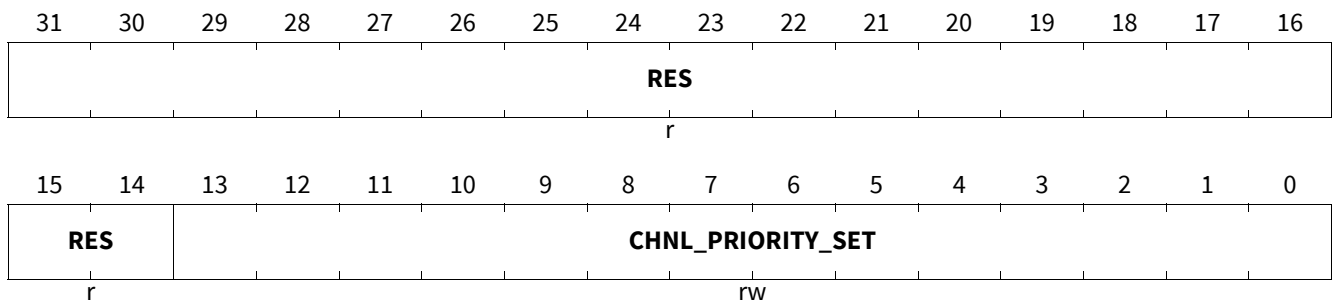 31 30 29 28 27 26 25 24 23 22 21 20 19 18 17 16
RES
r
15 14 13 12 11 10 9 8 7 6 5 4 3 2 1 0
RES CHNL_PRIORITY_SET
r rw